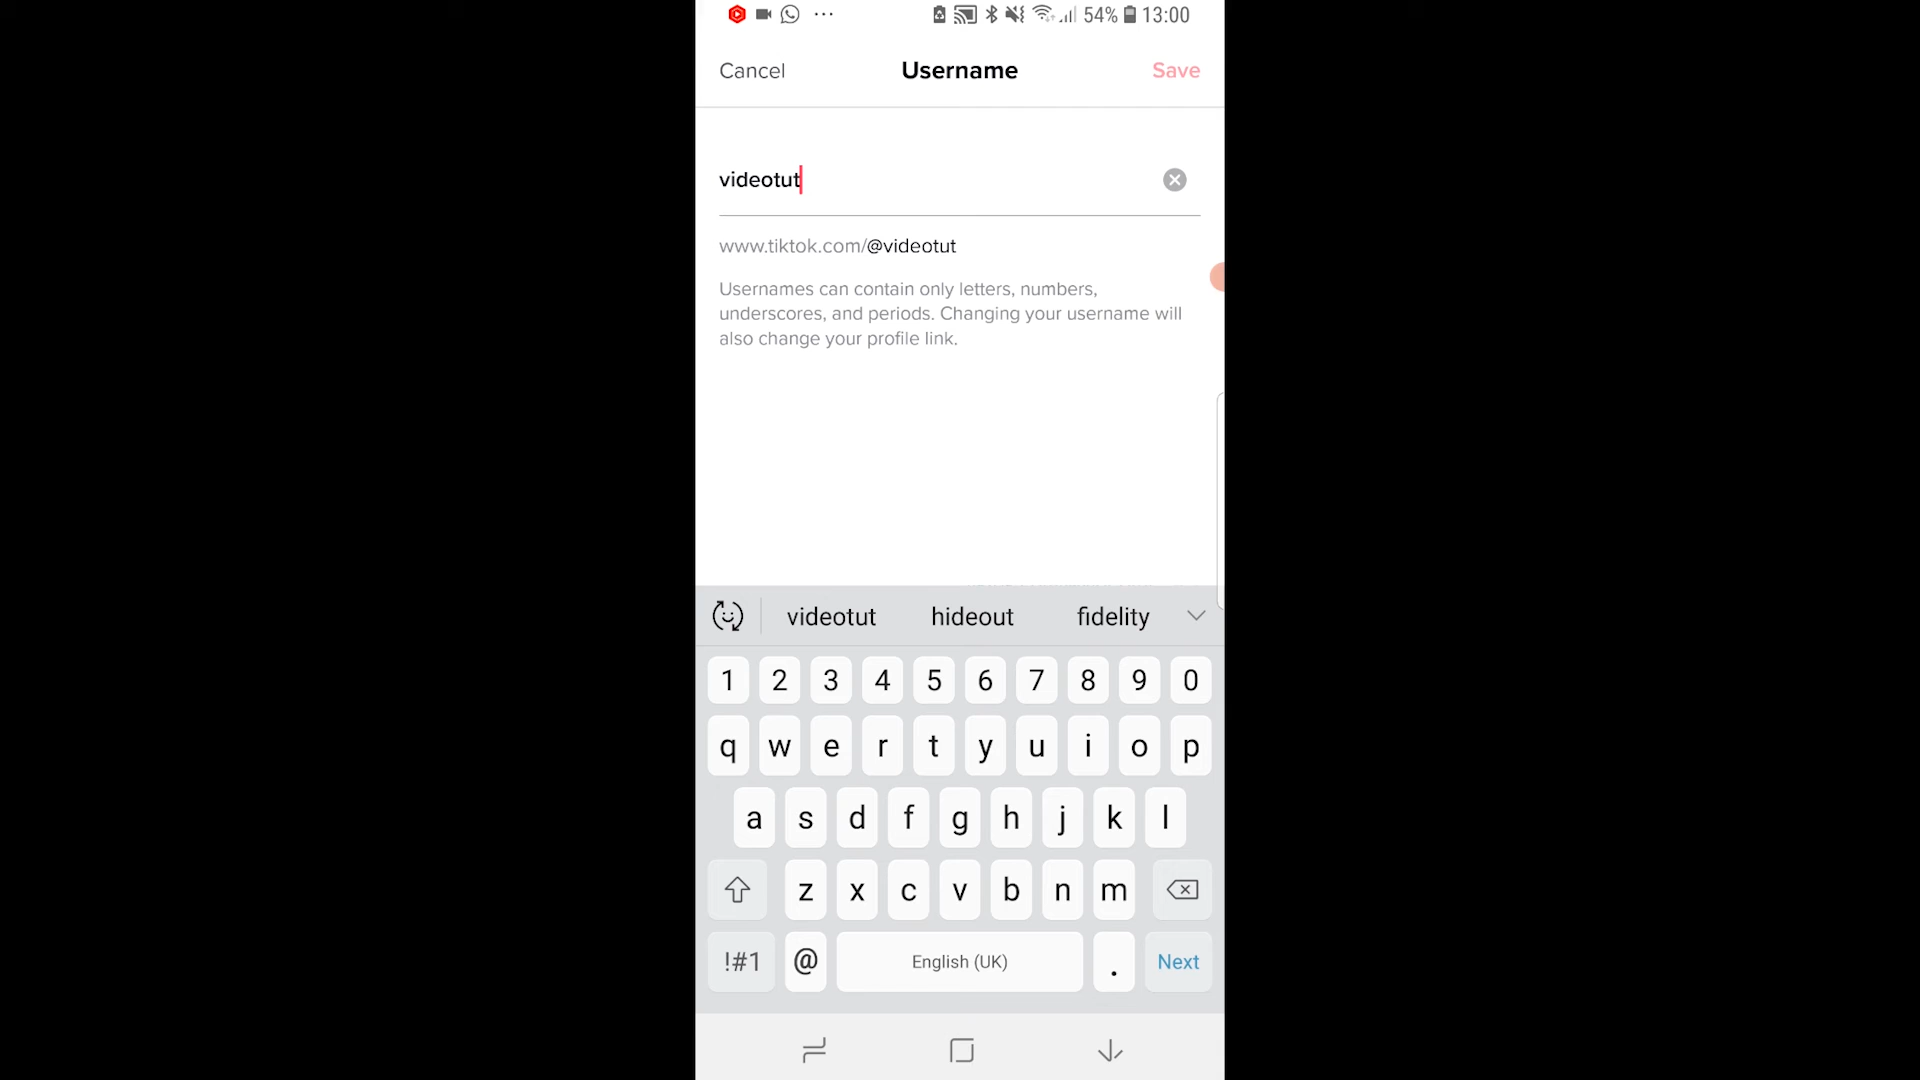 54% 13:00
Cancel Username Save
videotut
www.tiktok.com/@videotut
Usernames can contain only letters, numbers,
underscores, and periods. Changing your username will
also change your profile link.
videotut hideout fidelity
1 2 3 4 5 6 7 8 9 0
q w e r t y u i o p
a s d f g h j k l
z x c v b n m
!#1 @ English (UK) . Next